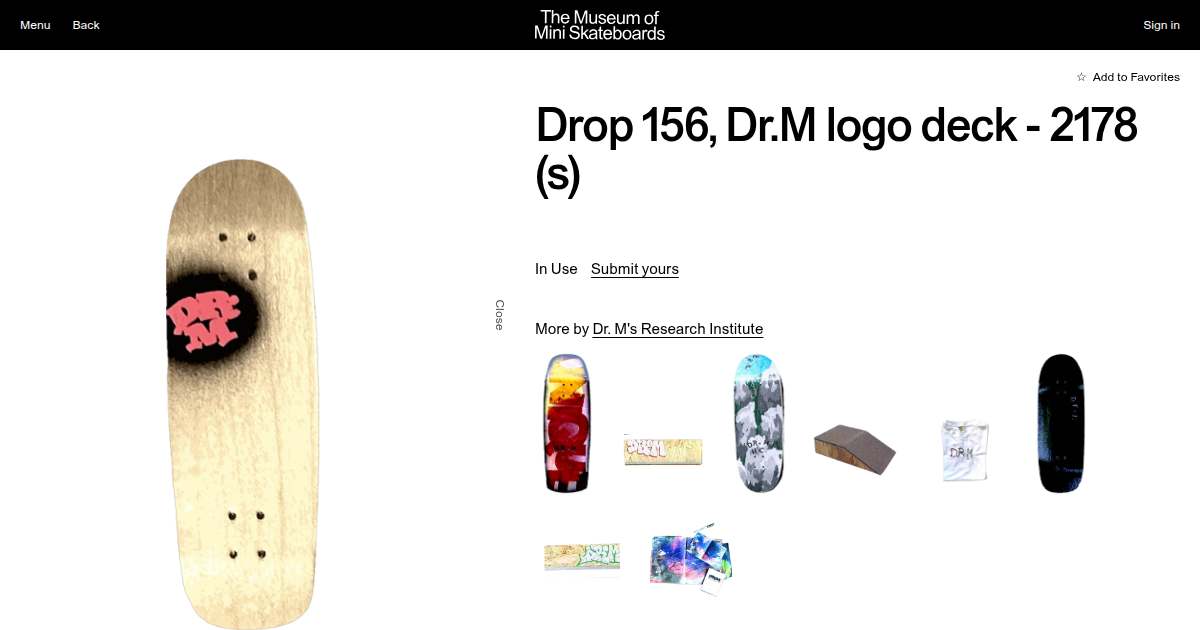 Menu
Back
The Museum of
Mini Skateboards
Sign in
☆ Add to Favorites
Drop 156, Dr.M logo deck - 2178
(s)
DR.
M
In Use
Submit yours
Close
More by Dr. M's Research Institute